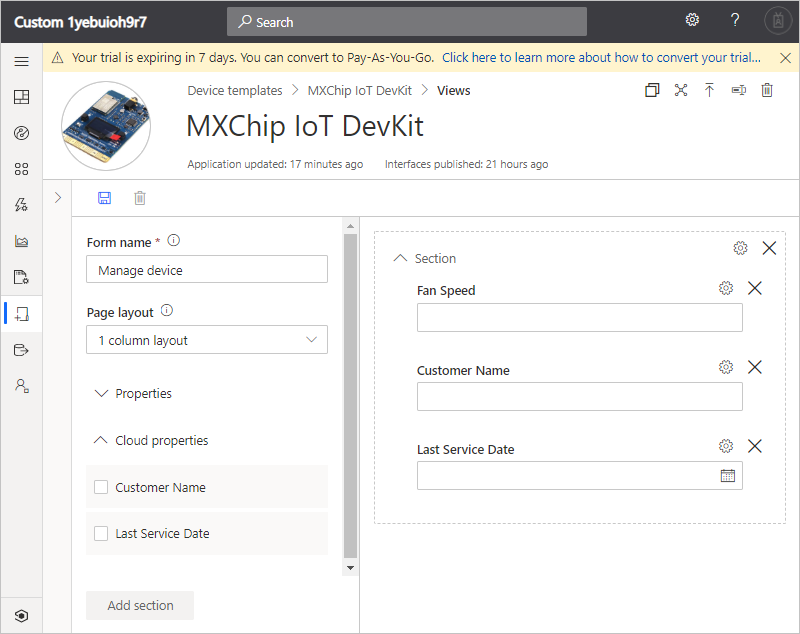 Custom 1yebuioh9r7
Search
?
Your trial is expiring in 7 days. You can convert to Pay-As-You-Go. Click here to learn more about how to convert your trial...
Device templates > MXChip IoT DevKit > Views
MXChip IoT DevKit
Application updated: 17 minutes ago Interfaces published: 21 hours ago
Form name *
Manage device
Page layout
1 column layout
Properties
Cloud properties
Customer Name
Last Service Date
Add section
Section
Fan Speed
Customer Name
Last Service Date